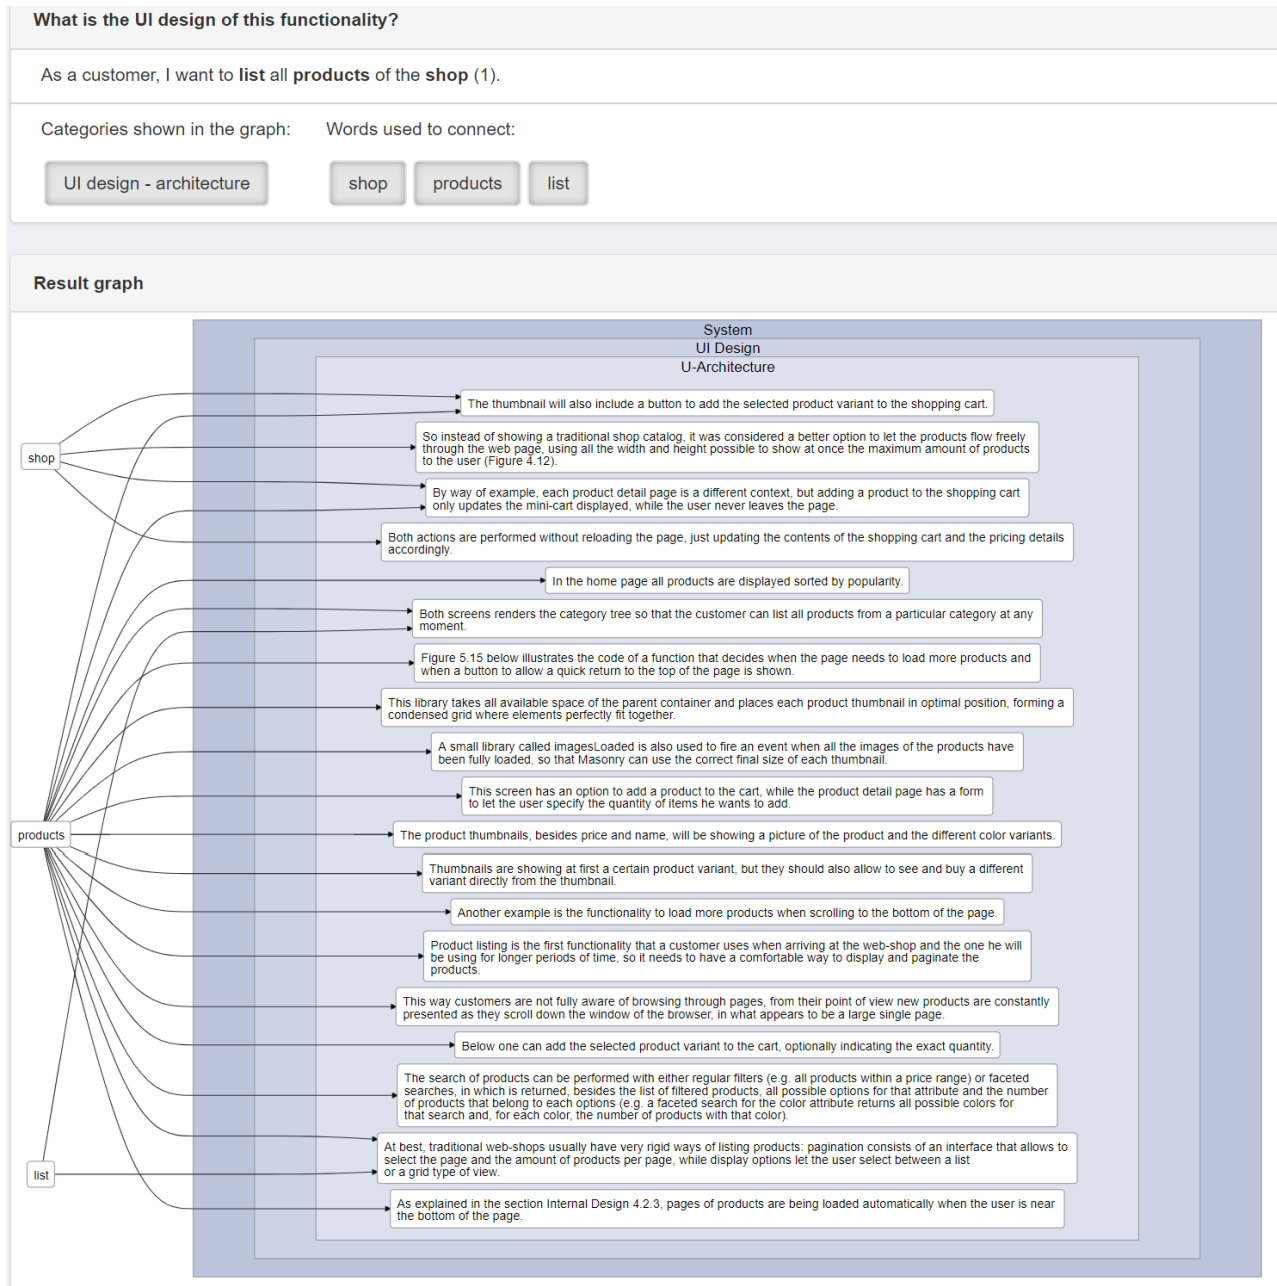 What is the UI design of this functionality?
As a customer, I want to list all products of the shop (1).
Categories shown in the graph: Words used to connect:
UI design - architecture shop products list
Result graph
System
UI Design
U-Architecture
The thumbnail will also include a button to add the selected product variant to the shopping cart.
So instead of showing a traditional shop catalog, it was considered a better option to let the products flow freely
through the web page, using all the width and height possible to show at once the maximum amount of products
to the user (Figure 4.12).
shop
By way of example, each product detail page is a different context, but adding a product to the shopping cart
only updates the mini-cart displayed, while the user never leaves the page.
Both actions are performed without reloading the page, just updating the contents of the shopping cart and the pricing details
accordingly.
In the home page all products are displayed sorted by popularity.
Both screens renders the category tree so that the customer can list all products from a particular category at any
moment.
Figure 5.15 below illustrates the code of a function that decides when the page needs to load more products and
when a button to allow a quick return to the top of the page is shown.
This library takes all available space of the parent container and places each product thumbnail in optimal position, forming a
condensed grid where elements perfectly fit together.
A small library called imagesLoaded is also used to fire an event when all the images of the products have
been fully loaded, so that Masonry can use the correct final size of each thumbnail.
This screen has an option to add a product to the cart, while the product detail page has a form
to let the user specify the quantity of items he wants to add.
products
The product thumbnails, besides price and name, will be showing a picture of the product and the different color variants.
Thumbnails are showing at first a certain product variant, but they should also allow to see and buy a different
variant directly from the thumbnail.
Another example is the functionality to load more products when scrolling to the bottom of the page.
Product listing is the first functionality that a customer uses when arriving at the web-shop and the one he will
be using for longer periods of time, so it needs to have a comfortable way to display and paginate the
products.
This way customers are not fully aware of browsing through pages, from their point of view new products are constantly
presented as they scroll down the window of the browser, in what appears to be a large single page.
Below one can add the selected product variant to the cart, optionally indicating the exact quantity.
The search of products can be performed with either regular filters (e.g. all products within a price range) or faceted
searches, in which is returned, besides the list of filtered products, all possible options for that attribute and the number
of products that belong to each options (e.g. a faceted search for the color attribute returns all possible colors for
that search and, for each color, the number of products with that color).
At best, traditional web-shops usually have very rigid ways of listing products: pagination consists of an interface that allows to
select the page and the amount of products per page, while display options let the user select between a list
or a grid type of view.
list
As explained in the section Internal Design 4.2.3, pages of products are being loaded automatically when the user is near
the bottom of the page.